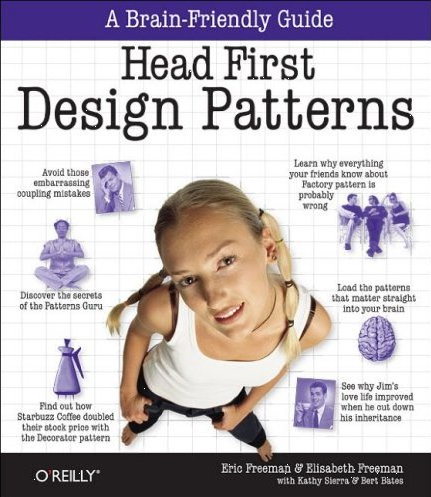 A Brain-Friendly Guide
Head First
Design Patterns
Avoid those
embarrassing
coupling mistakes
Learn why everything
your friends know about
Factory pattern is
probably
wrong
Discover the secrets
of the Patterns Guru
Load the patterns
that matter straight
into your brain
Find out how
Starbuzz Coffee doubled
their stock price with
the Decorator pattern
See why Jim's
love life improved
when he cut down
his inheritance
O'REILLY®
Eric Freeman & Elisabeth Freeman
with Kathy Sierra & Bert Bates